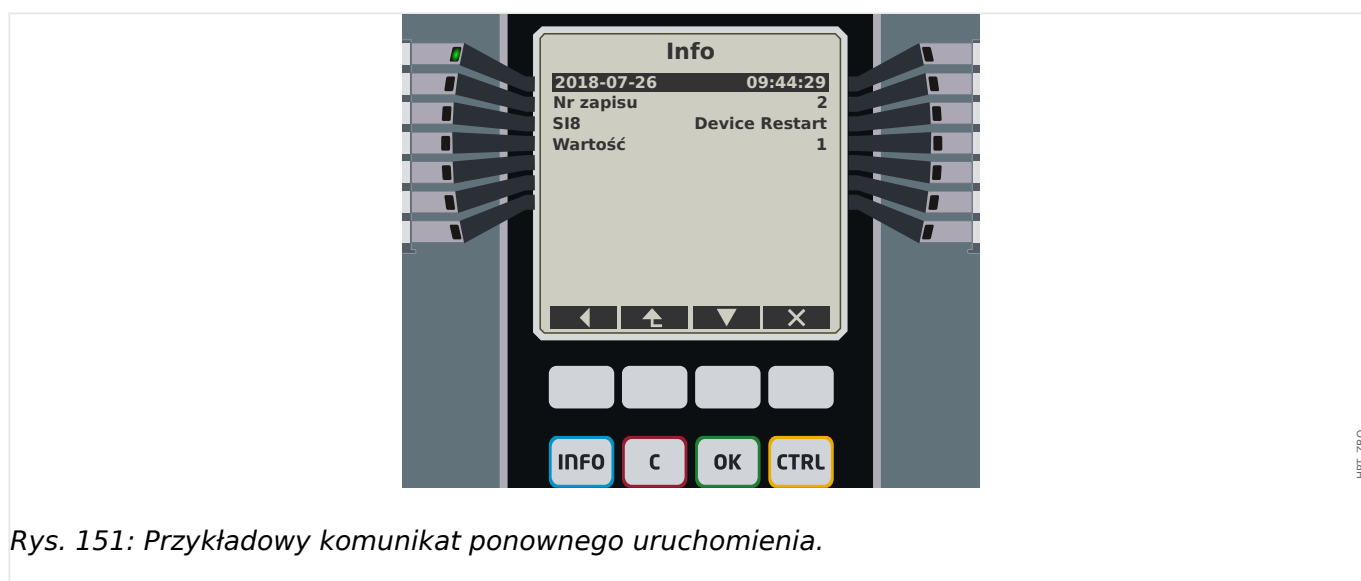 Info
2018-07-26 09:44:29
Nr zapisu 2
SI8 Device Restart
Wartość 1
INFO C OK CTRL
Rys. 151: Przykładowy komunikat ponownego uruchomienia.